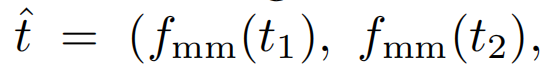 t̂ = (f_mm(t_1), f_mm(t_2),